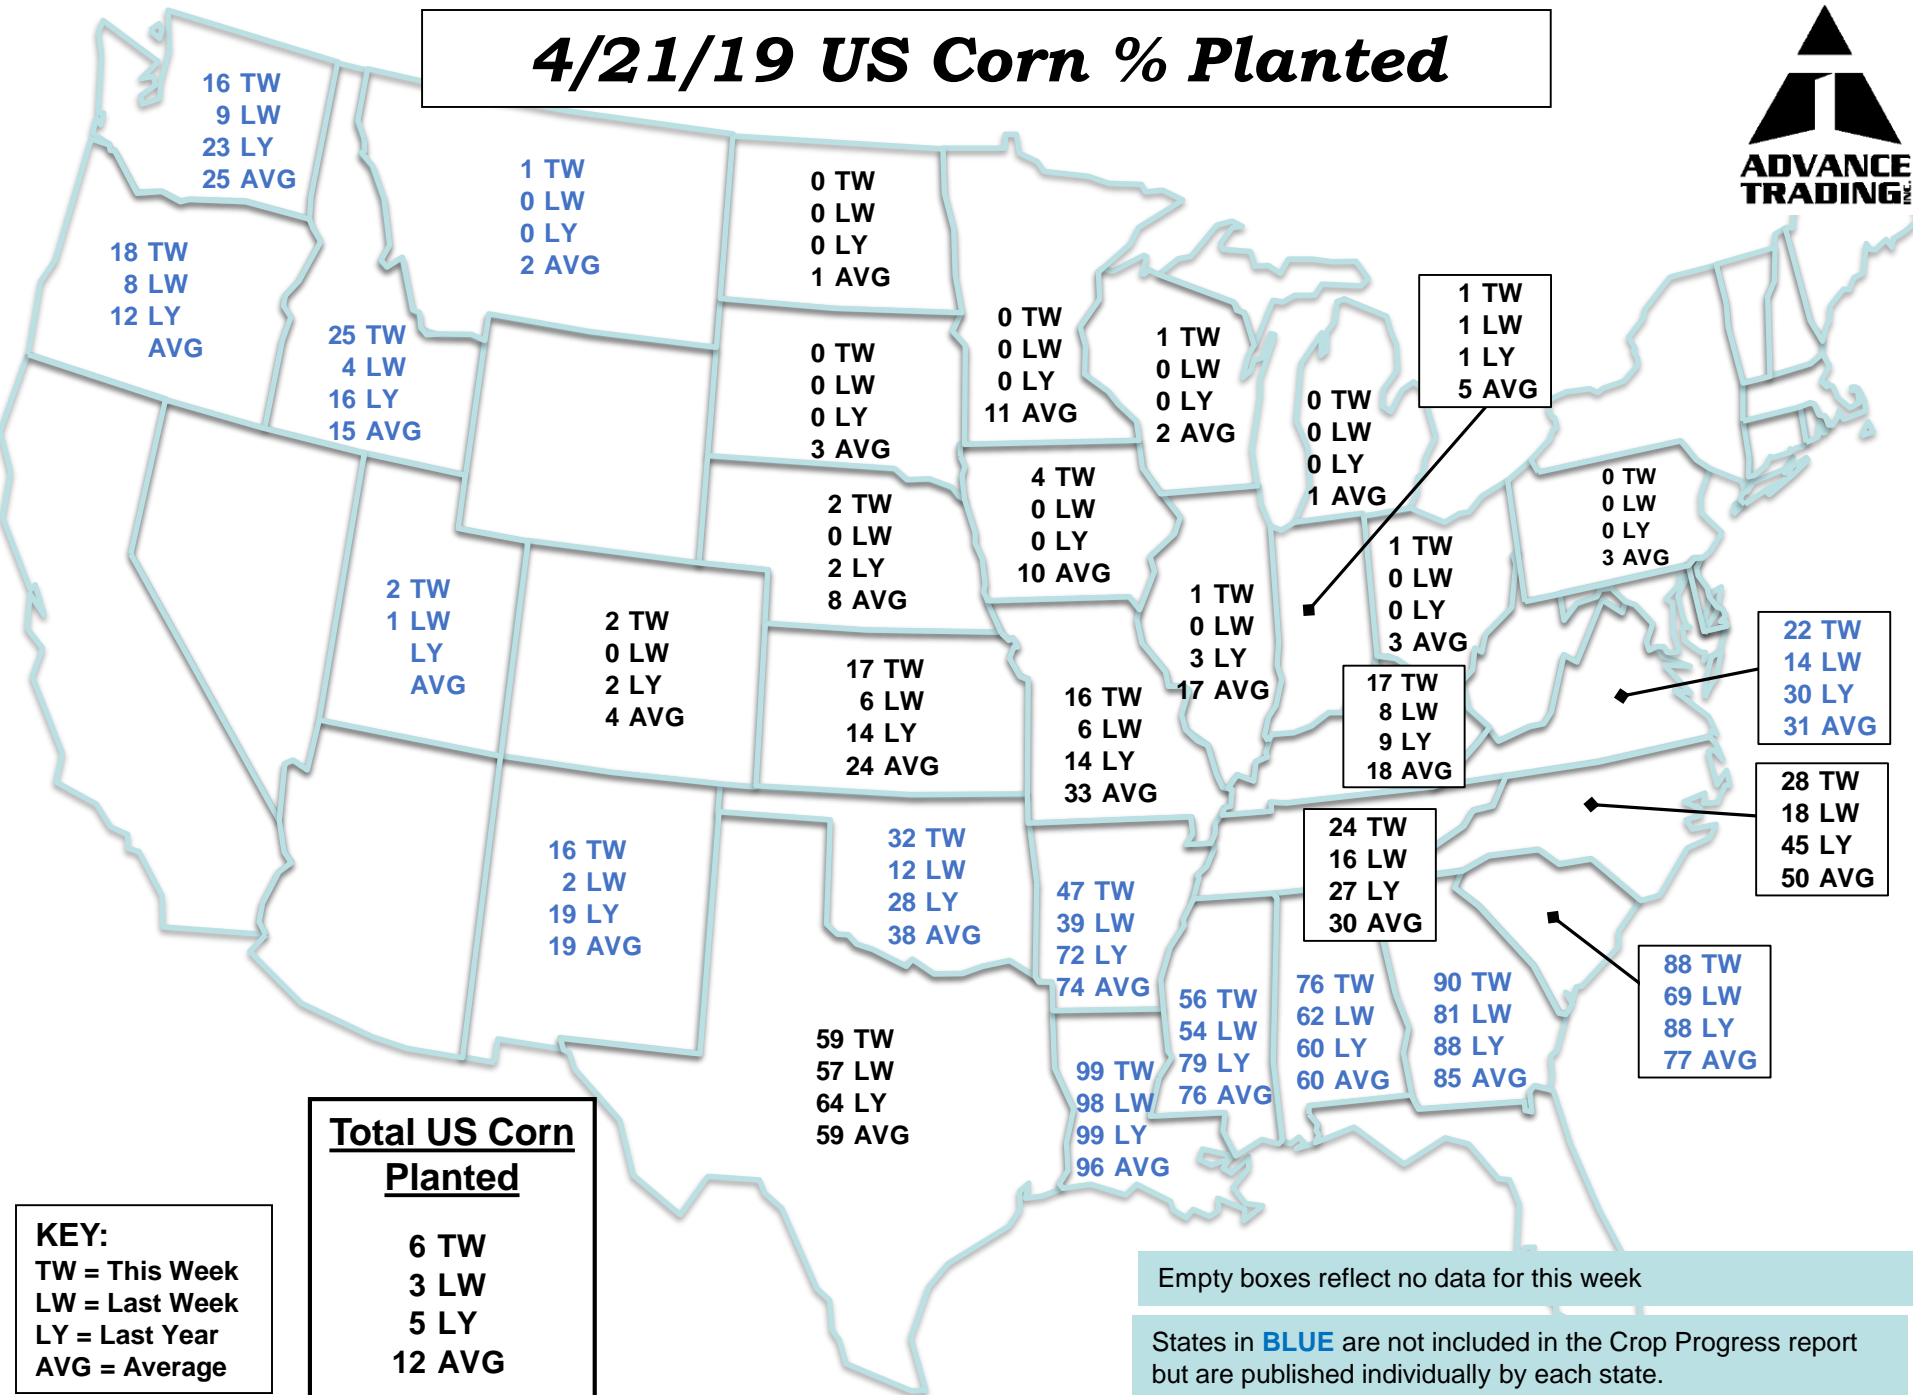 4/21/19 US Corn % Planted
ADVANCE
TRADING INC.
16 TW
9 LW
23 LY
25 AVG
18 TW
8 LW
12 LY
AVG
25 TW
4 LW
16 LY
15 AVG
1 TW
0 LW
0 LY
2 AVG
0 TW
0 LW
0 LY
1 AVG
0 TW
0 LW
0 LY
3 AVG
0 TW
0 LW
0 LY
11 AVG
1 TW
0 LW
0 LY
2 AVG
0 TW
0 LW
0 LY
1 AVG
1 TW
1 LW
1 LY
5 AVG
0 TW
0 LW
0 LY
3 AVG
2 TW
0 LW
2 LY
8 AVG
4 TW
0 LW
0 LY
10 AVG
1 TW
0 LW
3 LY
17 AVG
1 TW
0 LW
0 LY
3 AVG
2 TW
1 LW
LY
AVG
2 TW
0 LW
2 LY
4 AVG
17 TW
6 LW
14 LY
24 AVG
16 TW
6 LW
14 LY
33 AVG
17 TW
8 LW
9 LY
18 AVG
22 TW
14 LW
30 LY
31 AVG
28 TW
18 LW
45 LY
50 AVG
24 TW
16 LW
27 LY
30 AVG
16 TW
2 LW
19 LY
19 AVG
32 TW
12 LW
28 LY
38 AVG
47 TW
39 LW
72 LY
74 AVG
56 TW
54 LW
79 LY
76 AVG
76 TW
62 LW
60 LY
60 AVG
90 TW
81 LW
88 LY
85 AVG
88 TW
69 LW
88 LY
77 AVG
59 TW
57 LW
64 LY
59 AVG
99 TW
98 LW
99 LY
96 AVG
Total US Corn
Planted
6 TW
3 LW
5 LY
12 AVG
KEY:
TW = This Week
LW = Last Week
LY = Last Year
AVG = Average
Empty boxes reflect no data for this week
States in BLUE are not included in the Crop Progress report
but are published individually by each state.